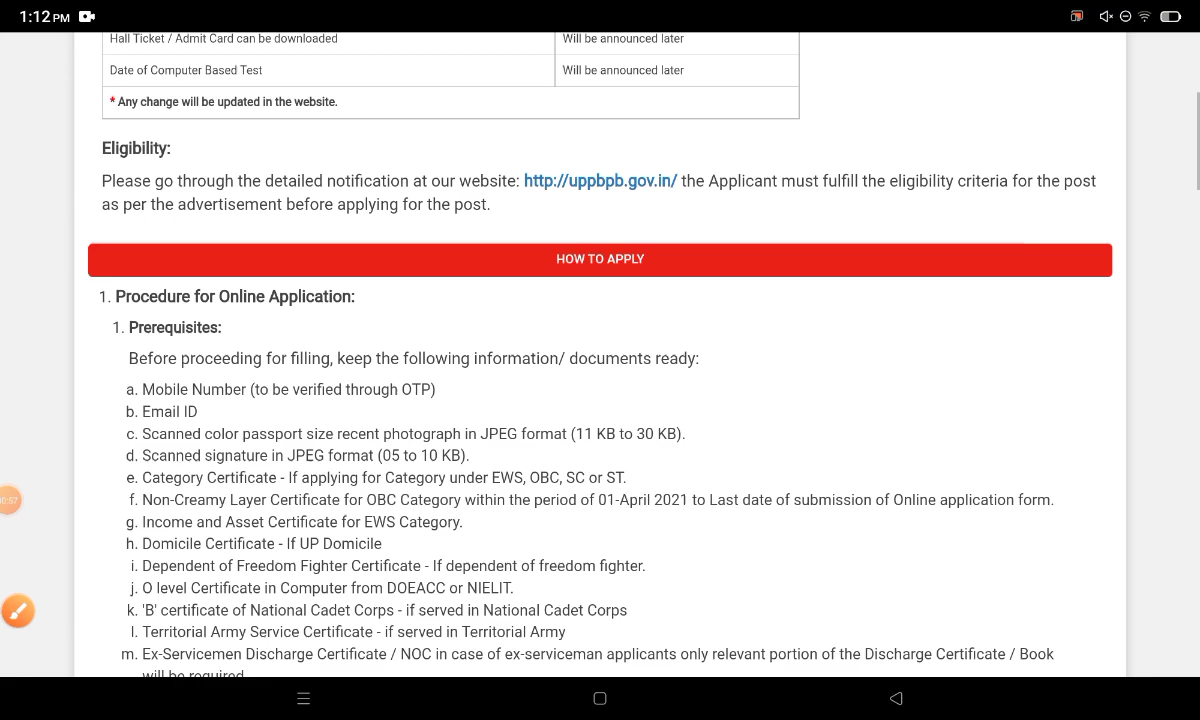 1:12 PM
Hall Ticket / Admit Card can be downloaded Will be announced later
Date of Computer Based Test Will be announced later
* Any change will be updated in the website.
Eligibility:
Please go through the detailed notification at our website: http://uppbpb.gov.in/ the Applicant must fulfill the eligibility criteria for the post
as per the advertisement before applying for the post.
HOW TO APPLY
1. Procedure for Online Application:
1. Prerequisites:
Before proceeding for filling, keep the following information/ documents ready:
a. Mobile Number (to be verified through OTP)
b. Email ID
c. Scanned color passport size recent photograph in JPEG format (11 KB to 30 KB).
d. Scanned signature in JPEG format (05 to 10 KB).
e. Category Certificate - If applying for Category under EWS, OBC, SC or ST.
f. Non-Creamy Layer Certificate for OBC Category within the period of 01-April 2021 to Last date of submission of Online application form.
00:57
g. Income and Asset Certificate for EWS Category.
h. Domicile Certificate - If UP Domicile
i. Dependent of Freedom Fighter Certificate - If dependent of freedom fighter.
j. O level Certificate in Computer from DOEACC or NIELIT.
k. 'B' certificate of National Cadet Corps - if served in National Cadet Corps
l. Territorial Army Service Certificate - if served in Territorial Army
m. Ex-Servicemen Discharge Certificate / NOC in case of ex-serviceman applicants only relevant portion of the Discharge Certificate / Book
will be required